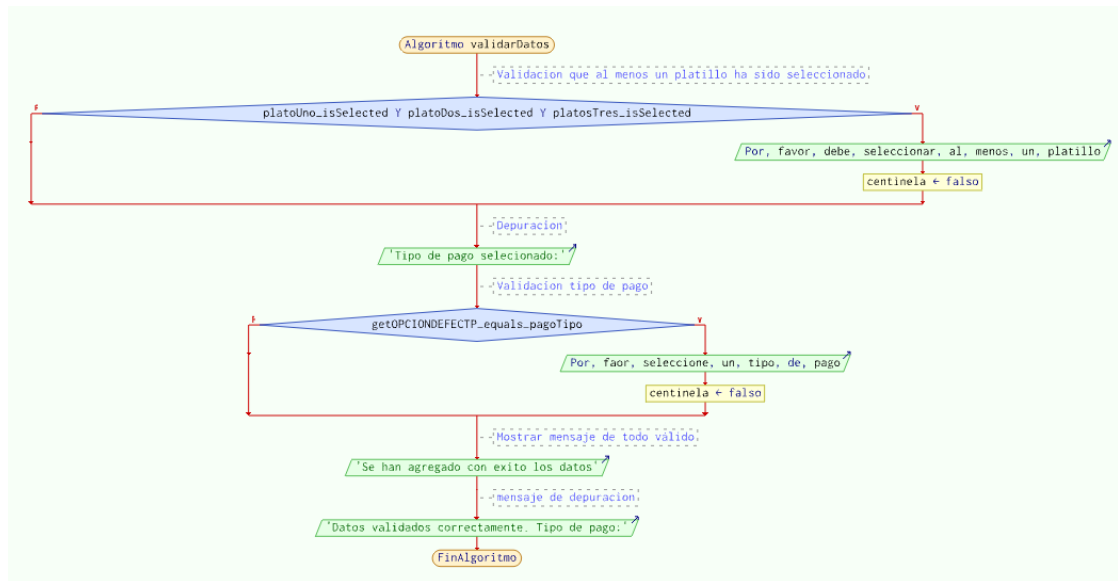 Algoritmo validarDatos
Validacion que al menos un platillo ha sido seleccionado
F
V
platoUno_isSelected Y platoDos_isSelected Y platosTres_isSelected
Por, favor, debe, seleccionar, al, menos, un, platillo
centinela ← falso
Depuracion
'Tipo de pago selecionado:'
Validacion tipo de pago
F
V
getOPCIONDEFECTP_equals_pagoTipo
Por, faor, seleccione, un, tipo, de, pago
centinela ← falso
Mostrar mensaje de todo válido
'Se han agregado con exito los datos'
mensaje de depuracion
'Datos validados correctamente. Tipo de pago:'
FinAlgoritmo